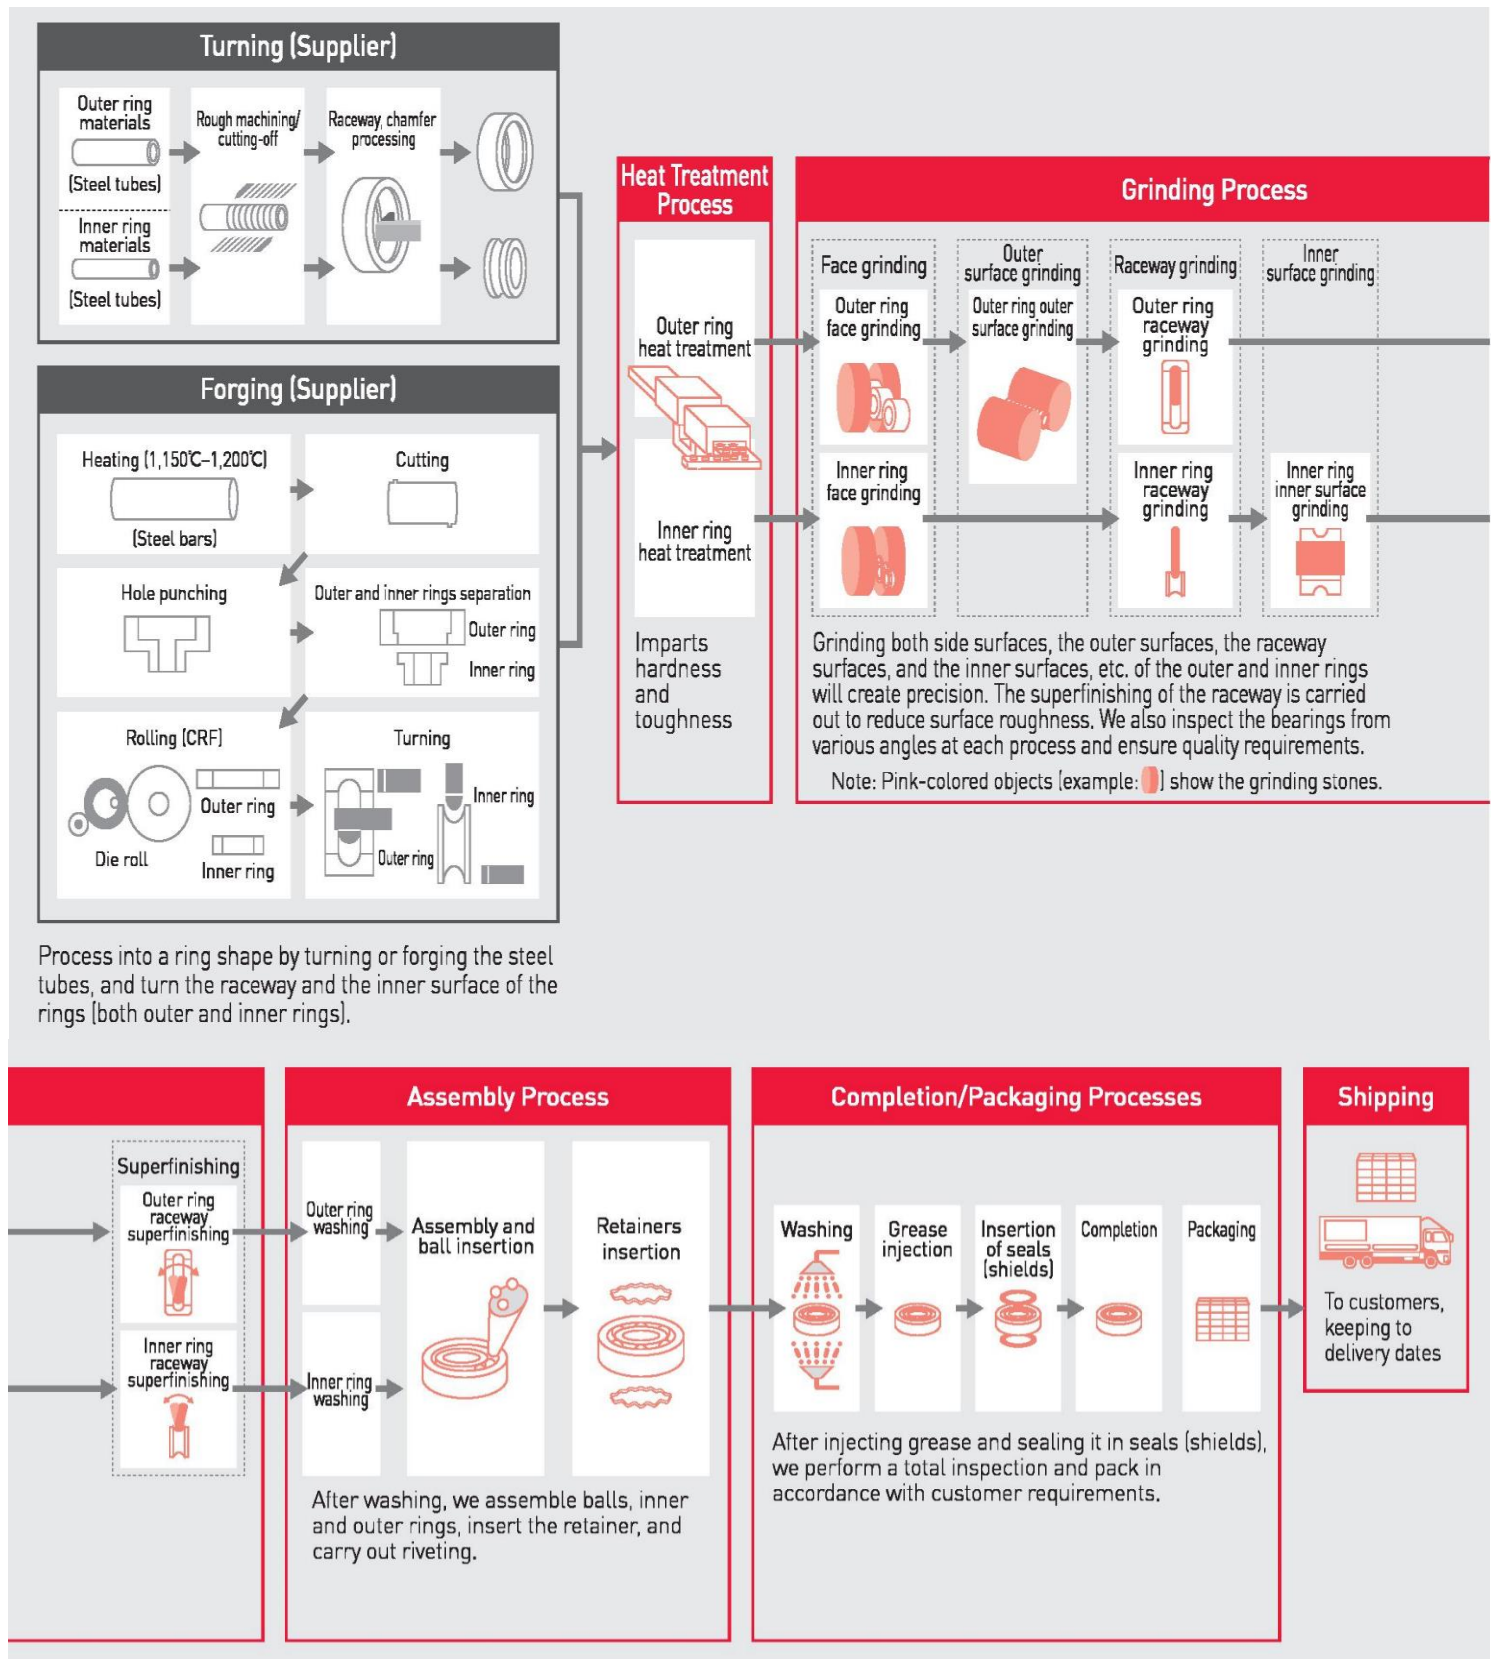 Turning (Supplier)
Outer ring
materials
(Steel tubes)
Inner ring
materials
(Steel tubes)
Rough machining/
cutting-off
Raceway, chamfer
processing
Forging (Supplier)
Heating (1,150℃–1,200℃)
(Steel bars)
Cutting
Hole punching
Outer and inner rings separation
Outer ring
Inner ring
Rolling (CRF)
Outer ring
Die roll
Inner ring
Turning
Inner ring
Outer ring
Process into a ring shape by turning or forging the steel
tubes, and turn the raceway and the inner surface of the
rings (both outer and inner rings).
Heat Treatment
Process
Outer ring
heat treatment
Inner ring
heat treatment
Imparts
hardness
and
toughness
Grinding Process
Face grinding
Outer ring
face grinding
Inner ring
face grinding
Outer
surface grinding
Outer ring outer
surface grinding
Raceway grinding
Outer ring
raceway
grinding
Inner ring
raceway
grinding
Inner
surface grinding
Inner ring
inner surface
grinding
Grinding both side surfaces, the outer surfaces, the raceway
surfaces, and the inner surfaces, etc. of the outer and inner rings
will create precision. The superfinishing of the raceway is carried
out to reduce surface roughness. We also inspect the bearings from
various angles at each process and ensure quality requirements.
Note: Pink-colored objects (example: ) show the grinding stones.
Superfinishing
Outer ring
raceway
superfinishing
Inner ring
raceway
superfinishing
Assembly Process
Outer ring
washing
Inner ring
washing
Assembly and
ball insertion
Retainers
insertion
After washing, we assemble balls, inner
and outer rings, insert the retainer, and
carry out riveting.
Completion/Packaging Processes
Washing
Grease
injection
Insertion
of seals
(shields)
Completion
Packaging
After injecting grease and sealing it in seals (shields),
we perform a total inspection and pack in
accordance with customer requirements.
Shipping
To customers,
keeping to
delivery dates